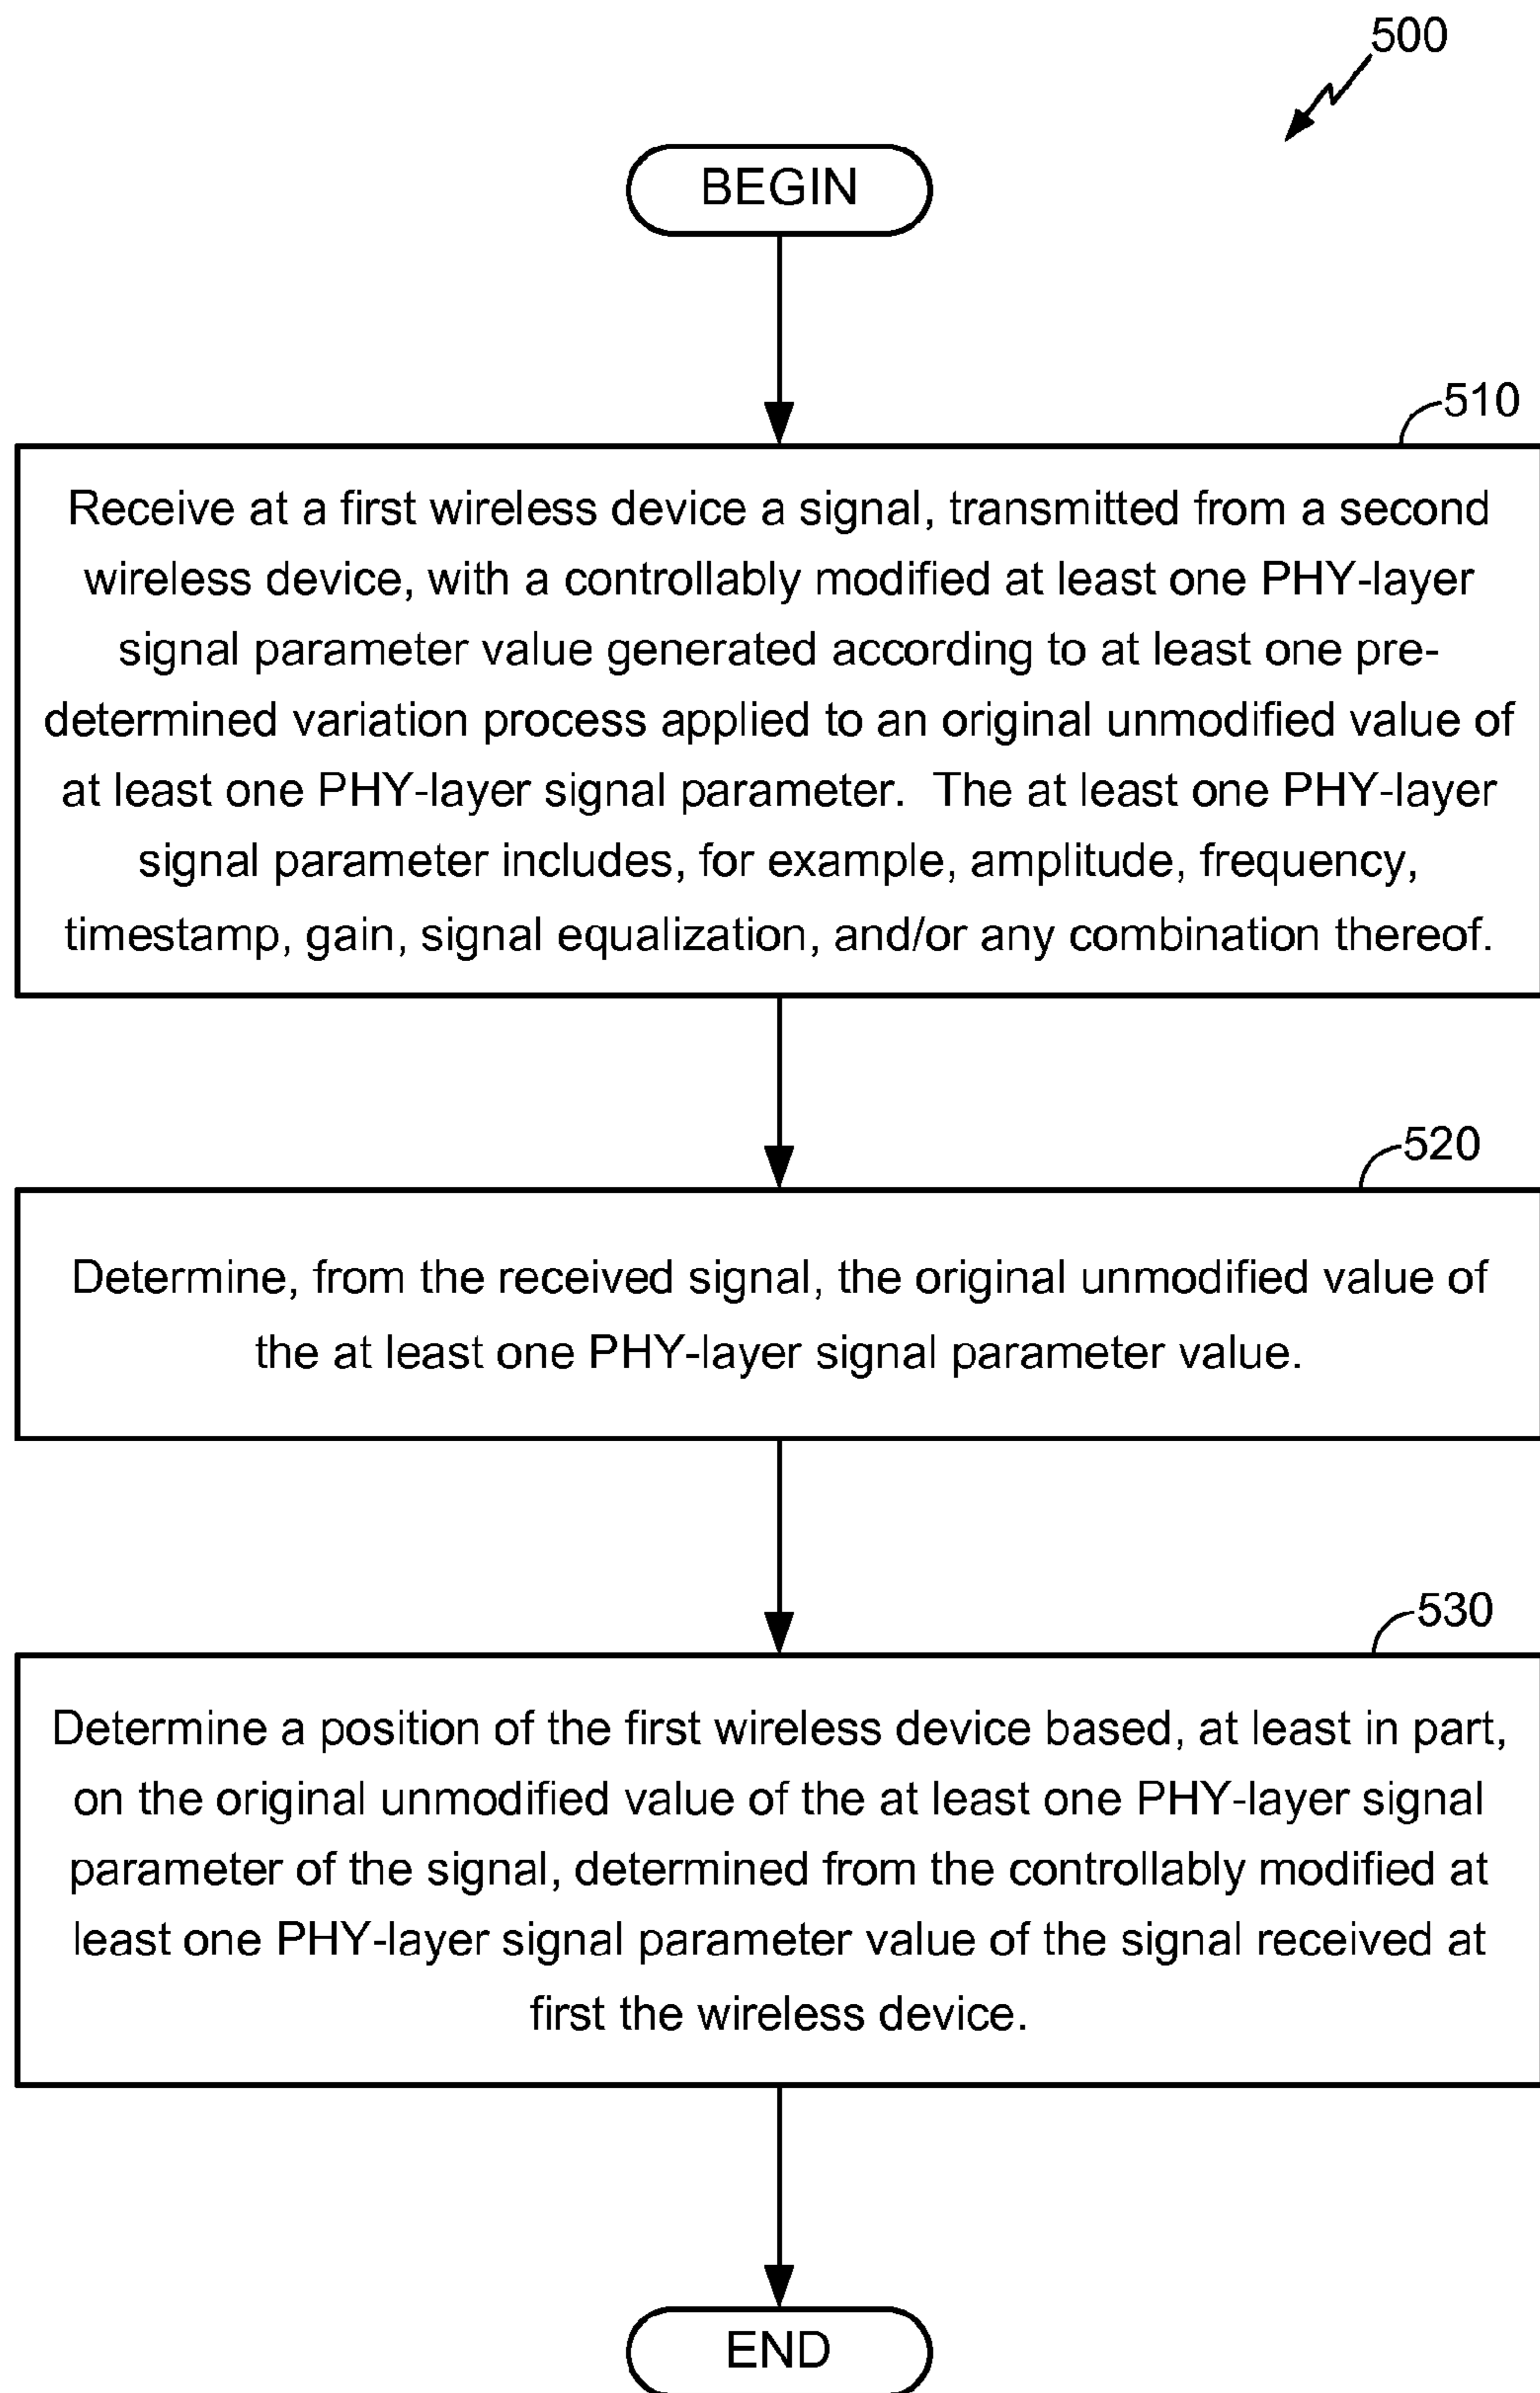 500
BEGIN
510
Receive at a first wireless device a signal, transmitted from a second
wireless device, with a controllably modified at least one PHY-layer
signal parameter value generated according to at least one pre-
determined variation process applied to an original unmodified value of
at least one PHY-layer signal parameter.  The at least one PHY-layer
signal parameter includes, for example, amplitude, frequency,
timestamp, gain, signal equalization, and/or any combination thereof.
520
Determine, from the received signal, the original unmodified value of
the at least one PHY-layer signal parameter value.
530
Determine a position of the first wireless device based, at least in part,
on the original unmodified value of the at least one PHY-layer signal
parameter of the signal, determined from the controllably modified at
least one PHY-layer signal parameter value of the signal received at
first the wireless device.
END